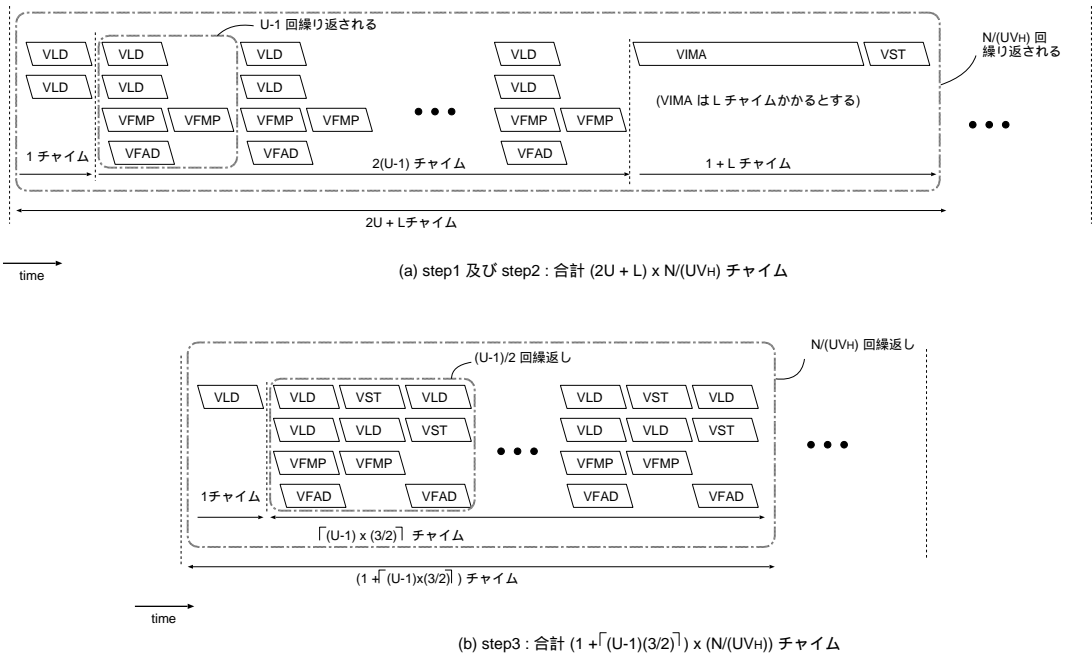 U-1 回繰り返される
N/(UVH) 回
繰り返される
VLD VLD VLD VLD VIMA VST
VLD VLD VLD VLD
(VIMA は L チャイムかかるとする)
VFMP VFMP VFMP VFMP ••• VFMP VFMP •••
VFAD VFAD VFAD
1 チャイム 2(U-1) チャイム 1 + L チャイム
2U + Lチャイム
time
(a) step1 及び step2 : 合計 (2U + L) x N/(UVH) チャイム
(U-1)/2 回繰返し
N/(UVH) 回繰返し
VLD VLD VST VLD VLD VST VLD
VLD VLD VST VLD VLD VST
••• •••
VFMP VFMP VFMP VFMP
VFAD VFAD VFAD VFAD
1チャイム
⌈(U-1) x (3/2)⌉ チャイム
(1 +⌈(U-1)x(3/2)⌉ ) チャイム
time
(b) step3 : 合計 (1 +⌈(U-1)(3/2)⌉ ) x (N/(UVH)) チャイム